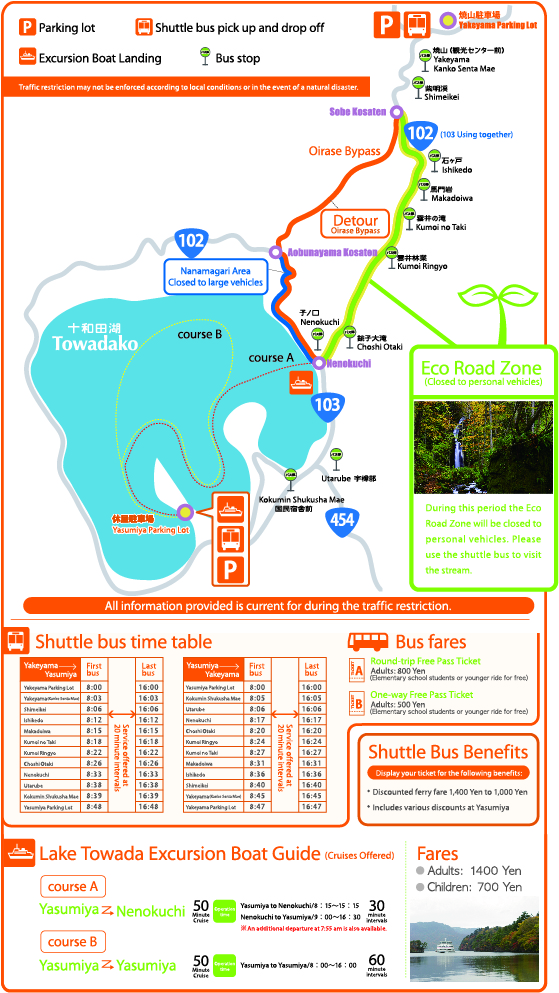 P Parking lot
Shuttle bus pick up and drop off
Excursion Boat Landing
Bus stop
Traffic restriction may not be enforced according to local conditions or in the event of a natural disaster.
P
焼山駐車場
Yakeyama Parking Lot
焼山(観光センター前)
Yakeyama
Kanko Senta Mae
紫明渓
Shimeikei
Sobe Kosaten
102
(103 Using together)
Oirase Bypass
石ヶ戸
Ishikedo
馬門岩
Makadoiwa
Detour
Oirase Bypass
雲井の滝
Kumoi no Taki
102
Aobunayama Kosaten
雲井林業
Kumoi Ringyo
Nanamagari Area
Closed to large vehicles
子ノ口
Nenokuchi
銚子大滝
Choshi Otaki
十和田湖
Towadako
course B
course A
Nenokuchi
103
Eco Road Zone
(Closed to personal vehicles)
Utarube 宇樽部
Kokumin Shukusha Mae
国民宿舎前
454
休屋駐車場
Yasumiya Parking Lot
P
During this period the Eco
Road Zone will be closed to
personal vehicles. Please
use the shuttle bus to visit
the stream.
All information provided is current for during the traffic restriction.
Shuttle bus time table
Yakeyama → Yasumiya First bus Last bus
Yakeyama Parking Lot 8:00 16:00
Yakeyama(Kanko Senta Mae) 8:03 16:03
Shimeikei 8:06 16:06
Ishikedo 8:12 16:12
Makadoiwa 8:15 16:15
Kumoi no Taki 8:18 16:18
Kumoi Ringyo 8:22 16:22
Choshi Otaki 8:26 16:26
Nenokuchi 8:33 16:33
Utarube 8:38 16:38
Kokumin Shukusha Mae 8:39 16:39
Yasumiya Parking Lot 8:48 16:48
Service offered at 20 minute intervals
Yasumiya → Yakeyama First bus Last bus
Yasumiya Parking Lot 8:00 16:00
Kokumin Shukusha Mae 8:05 16:05
Utarube 8:06 16:06
Nenokuchi 8:17 16:17
Choshi Otaki 8:20 16:20
Kumoi Ringyo 8:24 16:24
Kumoi no Taki 8:27 16:27
Makadoiwa 8:31 16:31
Ishikedo 8:36 16:36
Shimeikei 8:40 16:40
Yakeyama(Kanko Senta Mae) 8:45 16:45
Yakeyama Parking Lot 8:47 16:47
Service offered at 20 minute intervals
Bus fares
TICKET A
Round-trip Free Pass Ticket
Adults: 800 Yen
(Elementary school students or younger ride for free)
TICKET B
One-way Free Pass Ticket
Adults: 500 Yen
(Elementary school students or younger ride for free)
Shuttle Bus Benefits
Display your ticket for the following benefits:
* Discounted ferry fare 1,400 Yen to 1,000 Yen
* Includes various discounts at Yasumiya
Lake Towada Excursion Boat Guide (Cruises Offered)
course A
Yasumiya ⇄ Nenokuchi
50 Minute Cruise
Operation time
Yasumiya to Nenokuchi/8：15～15：15
Nenokuchi to Yasumiya/9：00～16：30
※An additional departure at 7:55 am is also available.
30 minute intervals
course B
Yasumiya ⇄ Yasumiya
50 Minute Cruise
Operation time
Yasumiya to Yasumiya/8：00～16：00
60 minute intervals
Fares
Adults: 1400 Yen
Children: 700 Yen